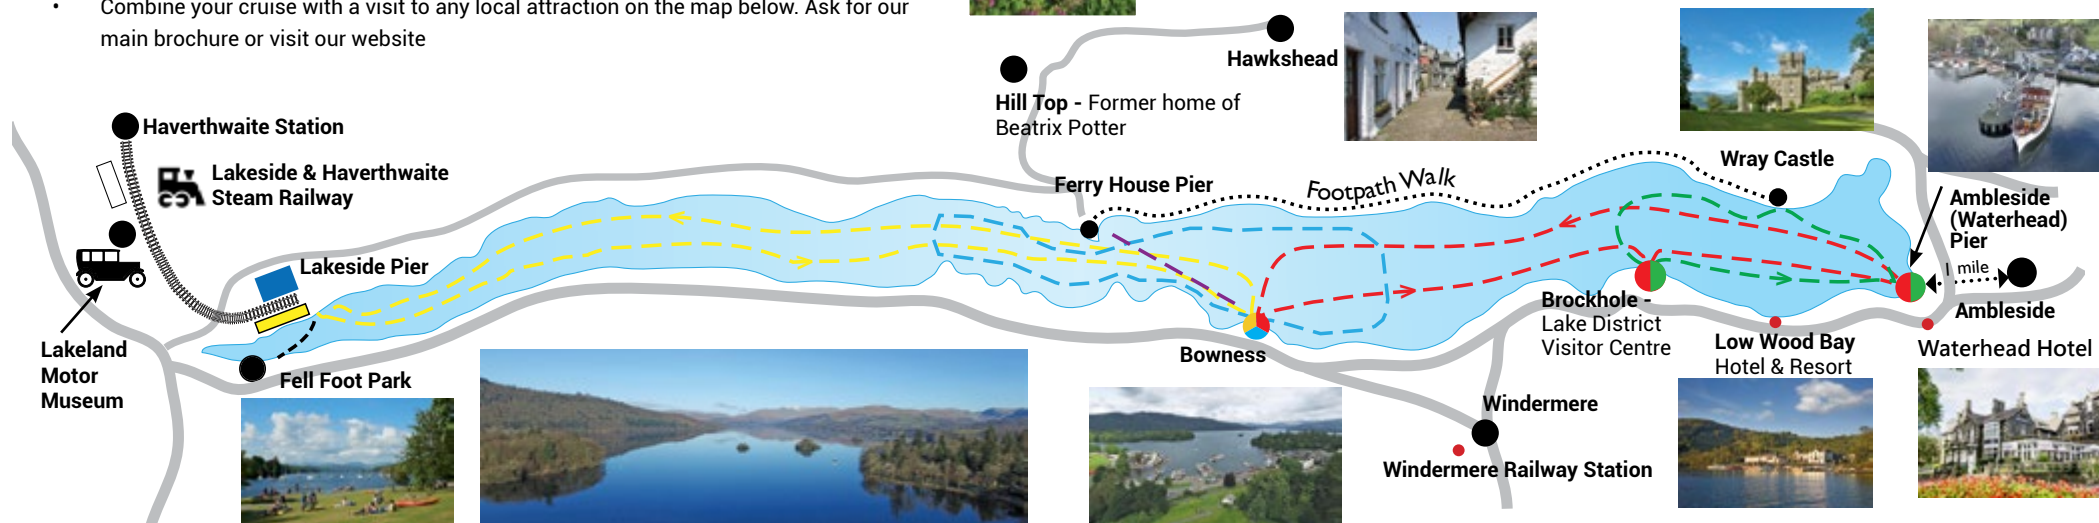 • Combine your cruise with a visit to any local attraction on the map below. Ask for our
main brochure or visit our website
Hawkshead
Hill Top - Former home of
Beatrix Potter
Haverthwaite Station
Lakeside & Haverthwaite
Steam Railway
Ferry House Pier
Footpath Walk
Wray Castle
Ambleside
(Waterhead)
Pier
1 mile
Ambleside
Lakeside Pier
Lakeland
Motor
Museum
Fell Foot Park
Bowness
Brockhole -
Lake District
Visitor Centre
Low Wood Bay
Hotel & Resort
Waterhead Hotel
Windermere
Windermere Railway Station